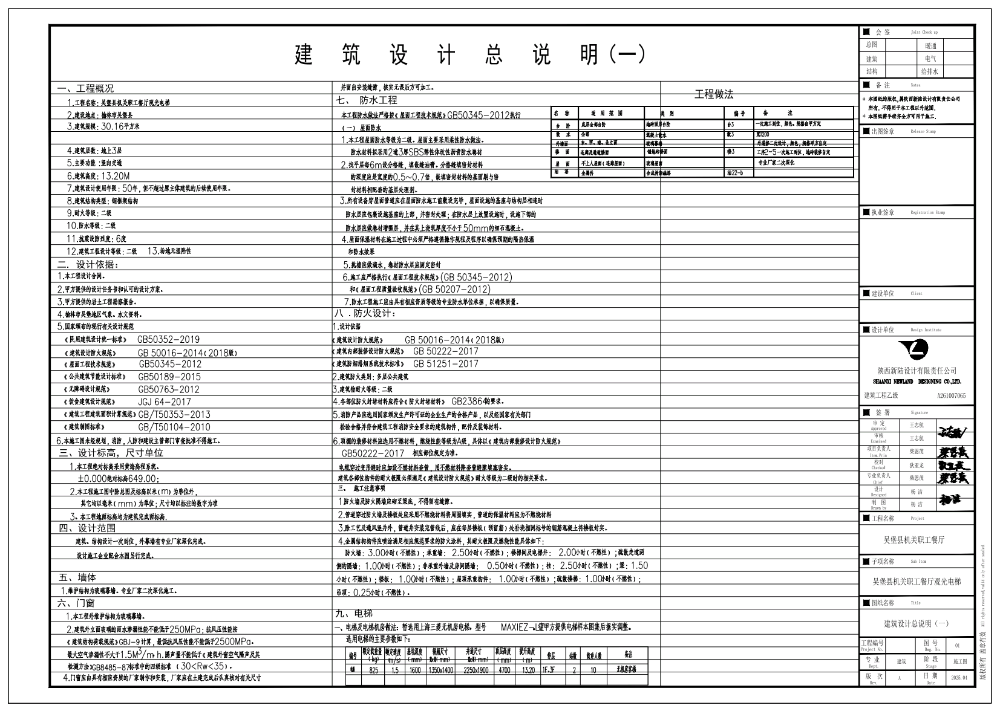 建 筑 设 计 总 说 明(一)
一、工程概况
1.工程名称: 吴堡县机关职工餐厅观光电梯
2.建设地点: 榆林市吴堡县
3.建筑规模: 30.16平方米
4.建筑层数: 地上3层
5.主要功能 :竖向交通
6.建筑高度: 13.20M
7.建筑设计使用年限: 50年, 但不超过原主体建筑的后续使用年限。
8.建筑结构类型: 钢框架结构
9.耐火等级: 二级
10.防水等级: 二级
11.抗震设防烈度: 6度
12.建筑工程设计等级: 二级 13.场地无湿陷性
二. 设计依据:
1.本工程设计合同。
2.甲方提供的设计任务书和认可的设计方案。
3.甲方提供的岩土工程勘察报告。
4.榆林市吴堡地区气象、水文资料。
5.国家颁布的现行有关设计规范
《民用建筑设计统一标准》 GB50352-2019
《建筑设计防火规范》 GB 50016-2014(2018版)
《屋面工程技术规范》 GB50345-2012
《公共建筑节能设计标准》 GB50189-2015
《无障碍设计规范》 GB50763-2012
《饮食建筑设计规范》 JGJ 64-2017
《建筑工程建筑面积计算规范》GB/T50353-2013
《建筑制图标准》 GB/T50104-2010
6.本施工图未经规划, 消防, 人防和建设主管部门审查批准不得施工。
三、设计标高, 尺寸单位
1.本工程绝对标高采用黄海高程系统。
±0.000绝对标高649.00;
2.本工程施工图中除总图及标高以米(m)为单位外,
其它均以毫米(mm)为单位; 尺寸均以标注的数字为准
3、本工程地面标高均为建筑完成面标高.
四、设计范围
建筑、结构设计一次到位, 外幕墙有专业厂家深化完成。
设计施工企业配合本图另行完成。
五、墙体
1.维护结构为玻璃幕墙。专业厂家二次深化施工。
六、门窗
1.本工程外维护结构为玻璃幕墙。
2.建筑外立面玻璃的雨水渗漏性能不能低于250MPa; 抗风压性能按
《建筑结构荷载规范》GBJ-9计算, 最低抗风压性能不能低于2500MPa。
最大空气渗漏性不大于1.5M3/m.h.隔声量不能低于《建筑外窗空气隔声及其
检测方法》GB8485-87标准中的四级标准 (30<Rw<35)。
4.门窗应由具有相应资质的厂家制作和安装, 厂家应在土建完成后认真核对有关尺寸
并留出安装缝隙, 核实无误后方可加工。
七、 防水工程
本工程防水做法严格按《屋面工程技术规范》GB50345-2012执行
(一) 屋面防水
1.本工程屋面防水等级为二级。屋面主要采用柔性防水做法。
防水材料拟采用2道3厚SBS弹性体改性沥青防水卷材
2.找平层每6m设分格缝, 填嵌缝油膏。分格缝填密封材料
的深度应是宽度的0.5~0.7倍, 嵌填密封材料的基面刷与密
封材料相配套的基层处理剂。
3.所有设备穿屋面管道应在屋面防水施工前敷设完毕, 屋面设施的基座与结构层相连时
防水层应包裹设施基座的上部, 并密封处理; 在防水层上放置设施时, 设施下部的
防水层应做卷材增强层, 并在其上浇筑厚度不小于50mm的细石混凝土。
4.屋面保温材料在施工过程中必须严格遵循操作规程及程序以确保预期的隔热保温
和防水效果
5.挑檐应做滴水, 卷材防水层应固定密封
6.施工应严格执行《屋面工程技术规范》(GB 50345-2012)
和《屋面工程质量验收规范》(GB 50207-2012)
7.防水工程施工应由具有相应资质等级的专业防水单位承担, 以确保质量。
八 .防火设计:
1.设计依据
《建筑设计防火规范》 GB 50016-2014(2018版)
《建筑内部装修设计防火规范》 GB 50222-2017
《建筑防烟排烟系统技术标准》 GB 51251-2017
2.建筑防火类别: 多层公共建筑
3.建筑物耐火等级: 二级
4.各部位防火封堵材料应符合《防火封堵材料》 GB23864的要求。
5.消防产品应选用国家颁发生产许可证的企业生产的合格产品, 以及经国家有关部门
检验合格并符合建筑工程消防安全要求的建筑构件, 配件及装饰材料。
6.顶棚的装修材料应选用不燃材料, 燃烧性能等级为A级, 具体以《建筑内部装修设计防火规范》
GB50222-2017 相应部位规定为准。
电缆穿过变形缝时应加设不燃材料套管, 用不燃材料隆套管缝隙填塞密实。
建筑各部位构件的耐火极限必须满足《建筑设计防火规范》耐火等级为二级时的相关要求。
三、 施工注意事项
1防火墙及防火隔墙应砌至梁底, 不得留有缝隙。
2.管道穿过防火墙及楼板处应采用不燃烧材料将周围填实, 管道的保温材料应为不燃烧材料
3.除工艺及通风竖井外, 管道井安装完管线后, 应在每层楼板(预留筋)处补浇相同标号的钢筋混凝土将楼板封实。
4.金属结构构件应喷涂满足相应规范要求的防火涂料, 其耐火极限及燃烧性能具体如下:
防火墙: 3.00小时(不燃性); 承重墙: 2.50小时(不燃性); 楼梯间及电梯井: 2.00小时(不燃性); 疏散走道两
侧的隔墙: 1.00小时(不燃性); 非承重外墙及房间隔墙: 0.50小时(不燃性); 柱: 2.50小时(不燃性); 梁: 1.50
小时(不燃性); 楼板: 1.00小时(不燃性); 屋顶承重构件: 1.00小时(不燃性); 疏散楼梯: 1.00小时(不燃性);
吊顶: 0.25小时(不燃性)。
九、电梯
一、电梯及电梯机房做法: 暂选用上海三菱无机房电梯, 型号 MAXIEZ-L望甲方提供电梯样本图集后据实调整。
选用电梯的主要参数如下:
编号 额定载重量(kg) 额定速度(m/s) 基坑深度(mm) 轿厢尺寸(mm) 井道尺寸(mm) 顶层高度(mm) 提升高度(m) 停层 站数 载重人数 备注
825 1.5 1600 1350x1400 2250x1900 4700 13.20 1F-3F 2 10 无机房客梯
工程做法
名 称 适 用 范 围 类 别 编 号 备 注
台 阶 底层全部台阶 地砖面层台阶 台3 一次施工到位, 颜色、规格由甲方定
散 水 全部 混凝土散水 散3 宽1200
外墙面 东、西、南、北立面 玻璃幕墙 外装修二次设计, 颜色, 规格甲方自定
楼 面 连廊及通道楼面 铺地砖楼面 楼3 工序2~5一次施工到位, 地砖装修自定
屋 面 不上人屋面(连廊屋面) 玻璃屋面 专业厂家二次深化
油 漆 金属件 合成树脂磁漆 油22-b
会 签 Joint Check up
总图 暖通
建筑 电气
结构 给排水
备 注 Notes
* 本图纸的版权,属陕西新陆设计有限责任公司
所有. 不得用于本工程以外范围.
* 本图纸需手续齐全方可用于施工.
出图签章 Release Stamp
执业签章 Registration Stamp
建设单位 Client
设计单位 Design Institute
陕西新陆设计有限责任公司
SHAANXI NEWLAND DESIGNING CO.,LTD.
建筑工程乙级 A261007065
签 署 Signature
审 定 Approved 王志航
审核 Examined 王志航
项目负责人 Item.Prin 柴恩茂
校对 Checked 狄亚龙
专业负责人 Chief 柴恩茂
设计 Designed 杨 洁
制 图 Drawn by 杨 洁
工程名称 Project
吴堡县机关职工餐厅
子项名称 Sub Item
吴堡县机关职工餐厅观光电梯
图纸名称 Title
建筑设计总说明（一）
工程编号 Project No. 图 号 Dwg. No. 01
专 业 Dept. 建筑 阶 段 Stage 施工图
版 次 Rev. A 日 期 Date 2025.04
版权所有 盖章有效 All rights reserved,valid only after sealed.